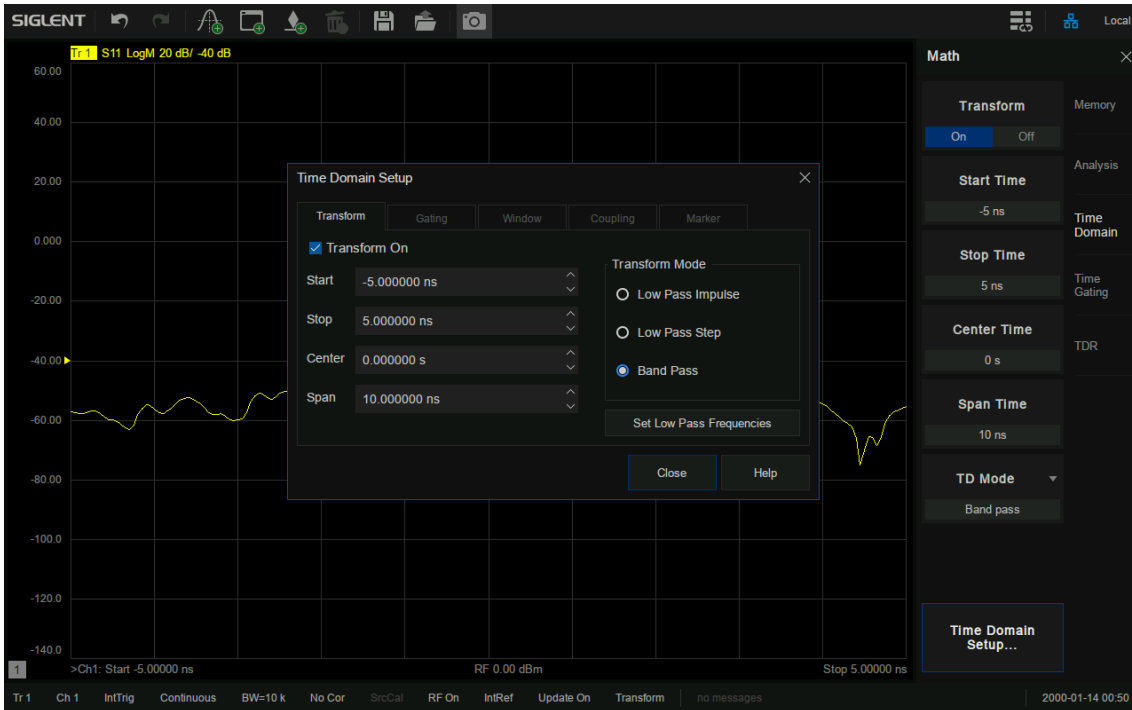 SIGLENT
Local
Tr 1 S11 LogM 20 dB/ -40 dB
60.00
40.00
20.00
0.000
-20.00
-40.00
-60.00
-80.00
-100.0
-120.0
-140.0
1
>Ch1: Start -5.00000 ns
RF 0.00 dBm
Stop 5.00000 ns
Time Domain Setup
Transform
Gating
Window
Coupling
Marker
Transform On
Start
-5.000000 ns
Stop
5.000000 ns
Center
0.000000 s
Span
10.000000 ns
Transform Mode
Low Pass Impulse
Low Pass Step
Band Pass
Set Low Pass Frequencies
Close
Help
Math
Transform
On
Off
Start Time
-5 ns
Stop Time
5 ns
Center Time
0 s
Span Time
10 ns
TD Mode
Band pass
Time Domain
Setup...
Memory
Analysis
Time
Domain
Time
Gating
TDR
Tr 1
Ch 1
IntTrig
Continuous
BW=10 k
No Cor
SrcCal
RF On
IntRef
Update On
Transform
no messages
2000-01-14 00:50